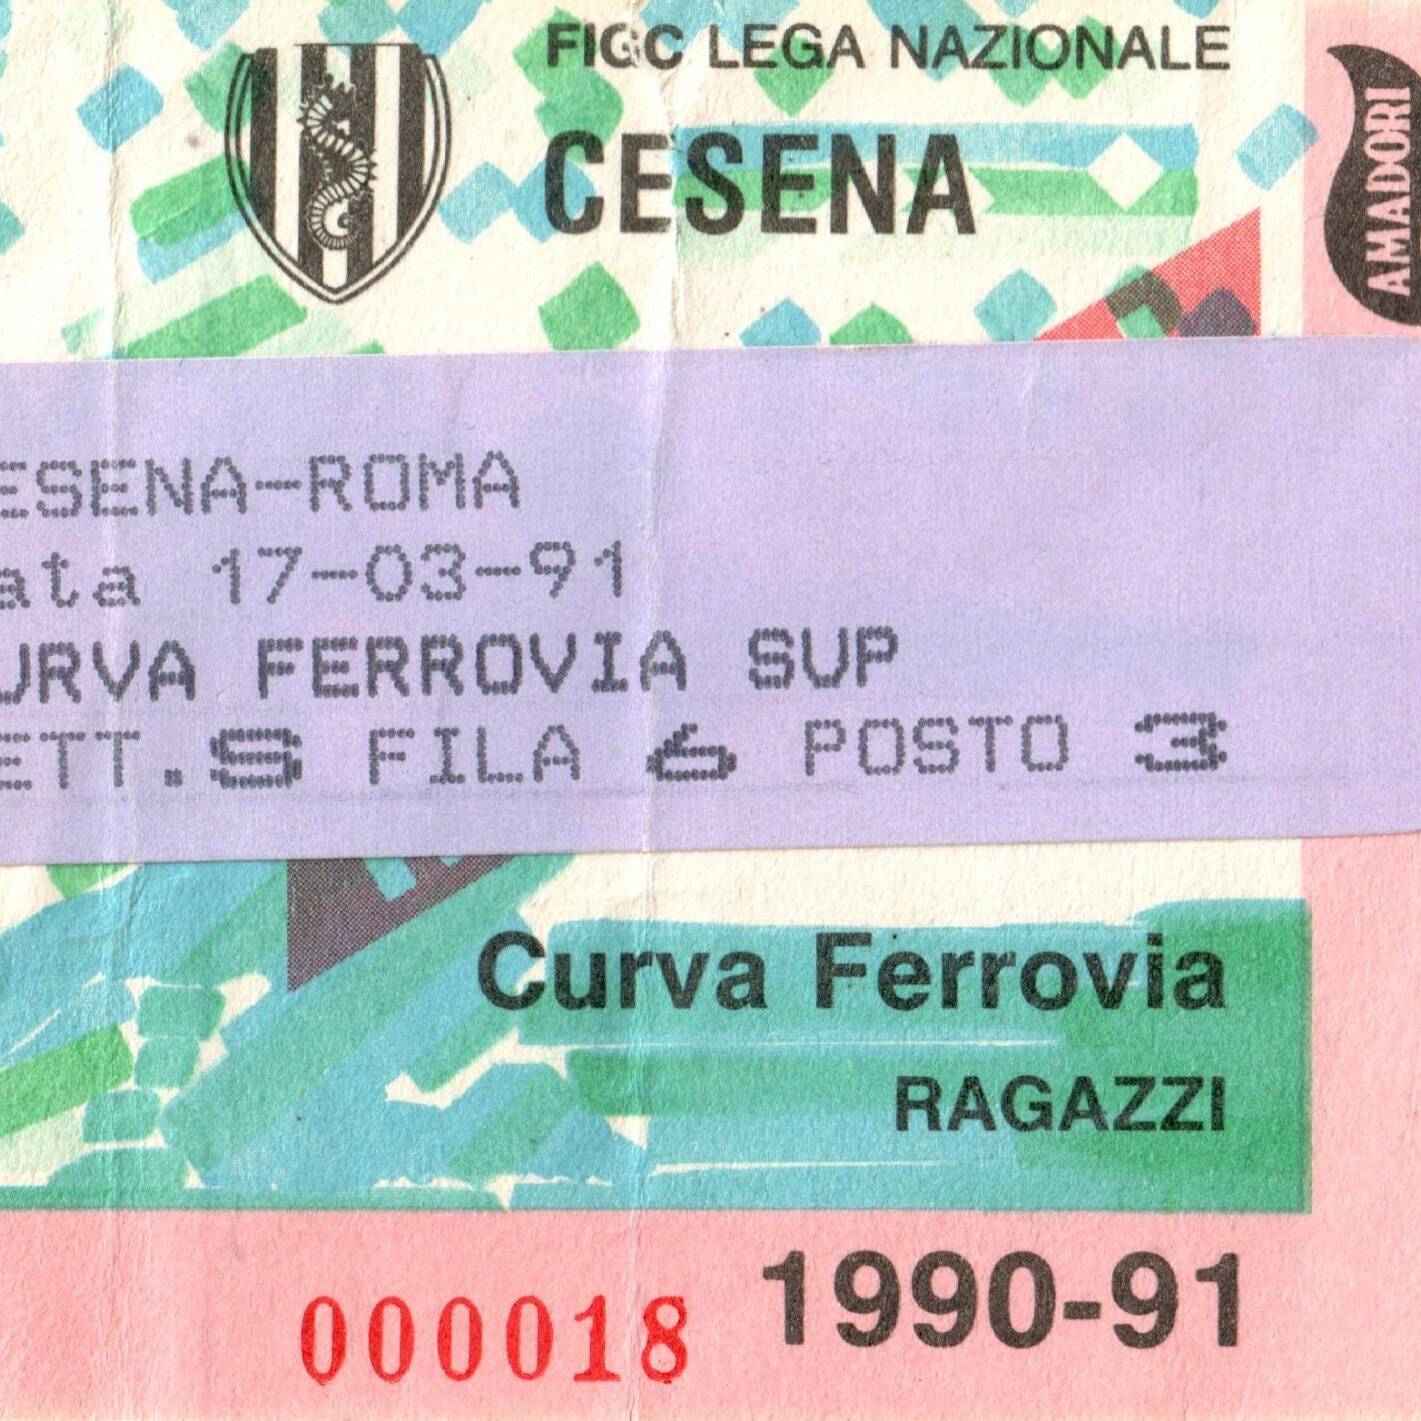 FIGC LEGA NAZIONALE
CESENA
AMADORI
ESENA-ROMA
ata 17-03-91
URVA FERROVIA SUP
ETT.S FILA 6 POSTO 3
Curva Ferrovia
RAGAZZI
1990-91
000018